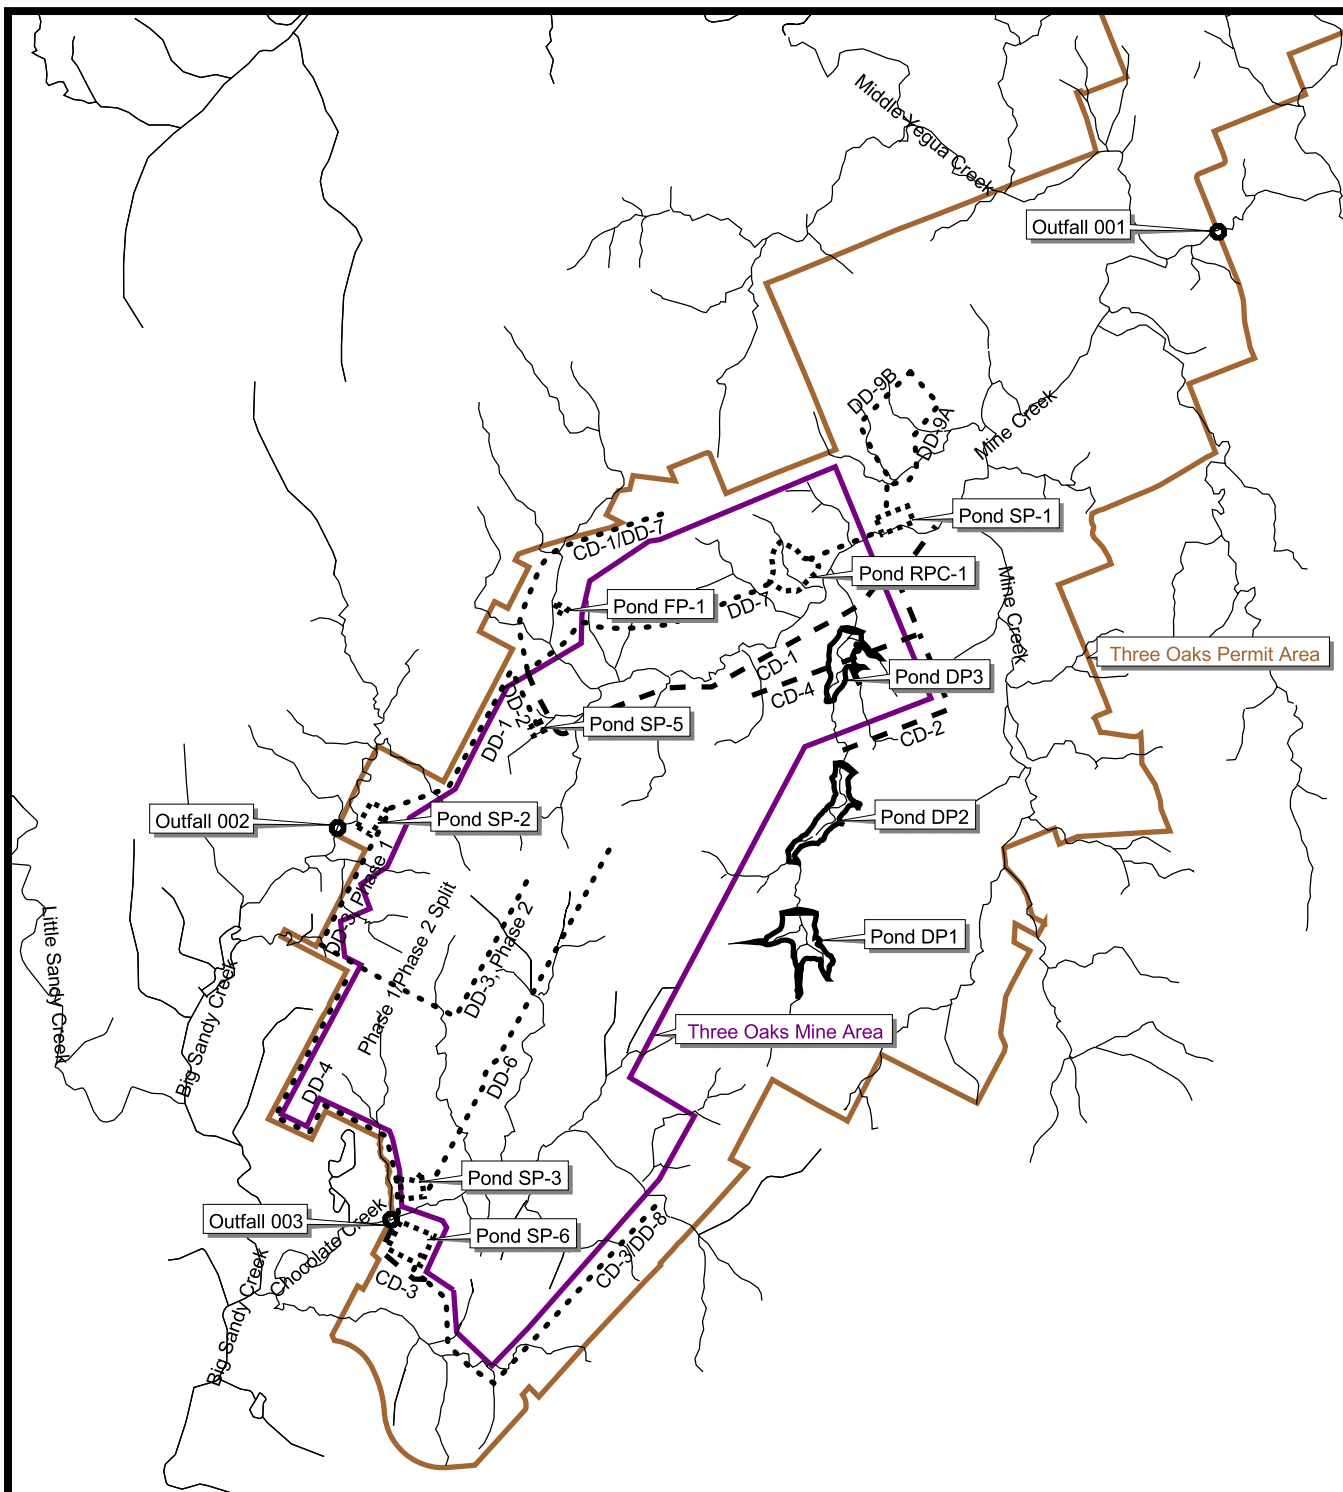 Middle Yegua Creek
Outfall 001
DD-9B
DD-9A
Mine Creek
Pond SP-1
CD-1/DD-7
Pond RPC-1
Mine Creek
Pond FP-1
DD-7
Three Oaks Permit Area
CD-1
Pond DP3
CD-4
DD-2
Pond SP-5
DD-1
CD-2
Outfall 002
Pond SP-2
Pond DP2
DD-3, Phase 1
Phase 1/Phase 2 Split
DD-3, Phase 2
Pond DP1
Little Sandy Creek
Big Sandy Creek
Three Oaks Mine Area
DD-4
DD-6
Pond SP-3
Outfall 003
Chocolate Creek
Pond SP-6
CD-3/DD-8
CD-3
Big Sandy Creek